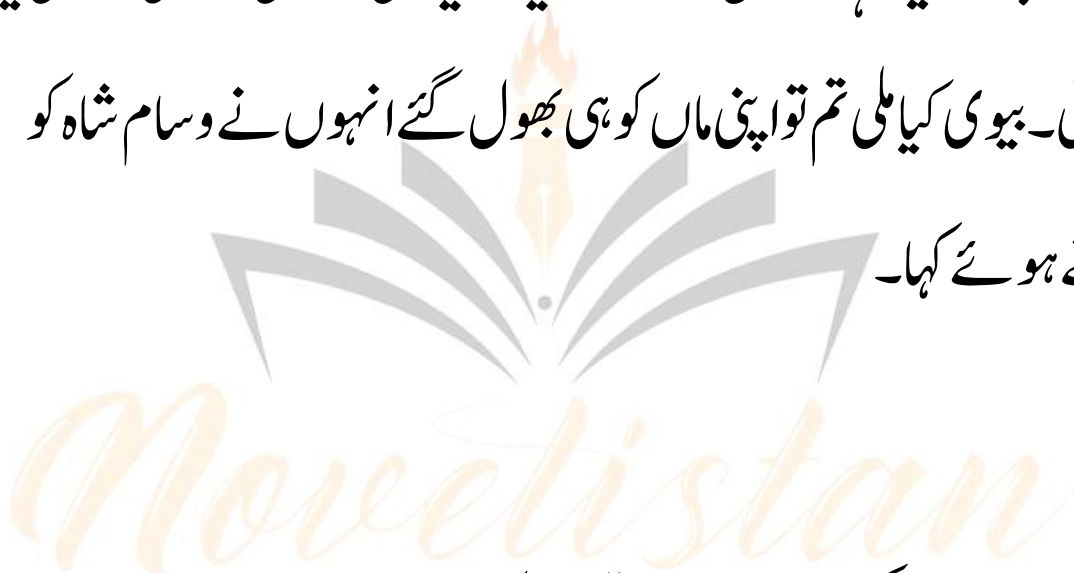 ۔ بیوی کیا ملی تم تو اپنی ماں کو ہی بھول گئے انہوں نے وسام شاہ کو
ہوئے کہا۔
Novelistan